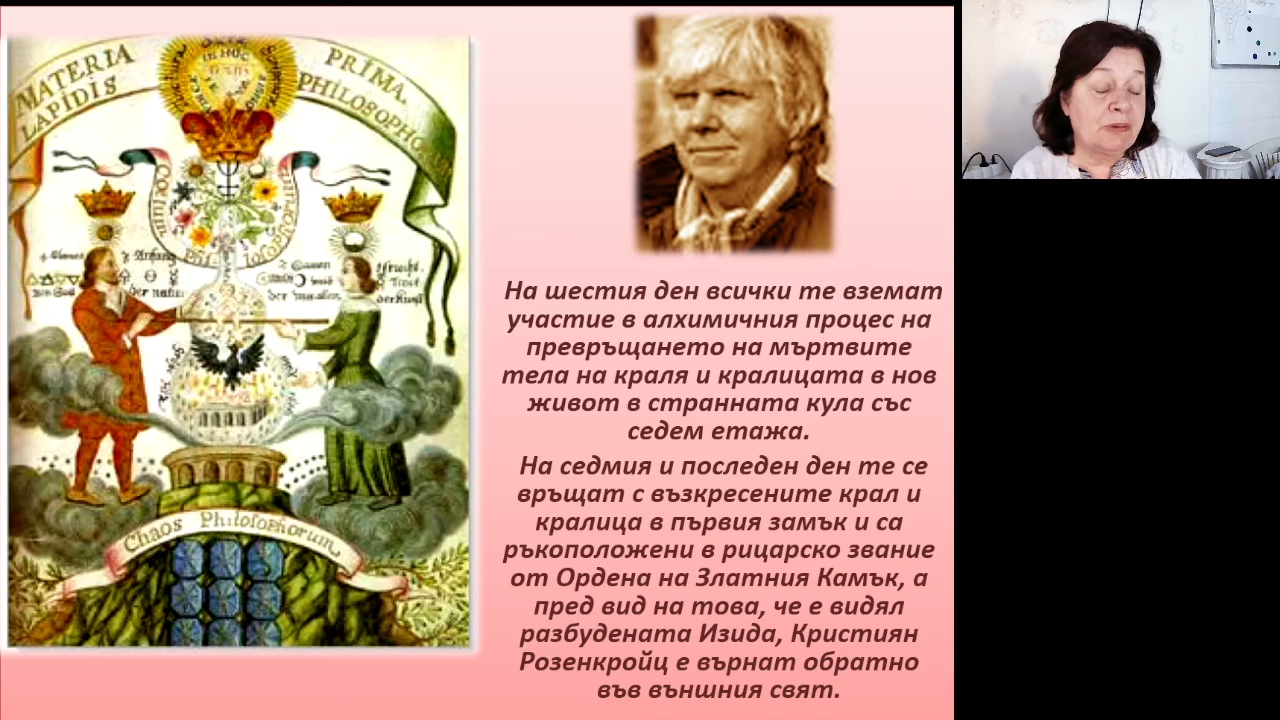 MATERIA PRIMA.
LAPIDIS PHILOSOPHORUM
IN HOC
Chaos Philosophorum
На шестия ден всички те вземат
участие в алхимичния процес на
превръщането на мъртвите
тела на краля и кралицата в нов
живот в странната кула със
седем етажа.
На седмия и последен ден те се
връщат с възкресените крал и
кралица в първия замък и са
ръкоположени в рицарско звание
от Ордена на Златния Камък, а
пред вид на това, че е видял
разбудената Изида, Кристиян
Розенкройц е върнат обратно
във външния свят.